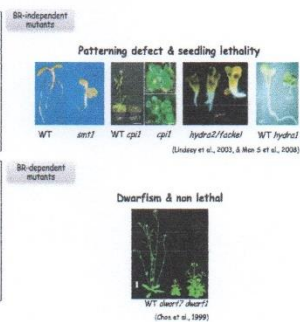 BR-independent
mutants
Patterning defect & seedling lethality
WT smt1 WT cpi1 cpi1 hydra2/fackel WT hydra1
(Lindsey et al., 2003, & Men S et al., 2008)
BR-dependent
mutants
Dwarfism & non lethal
WT dwarf7 dwarf1
(Choe et al., 1999)